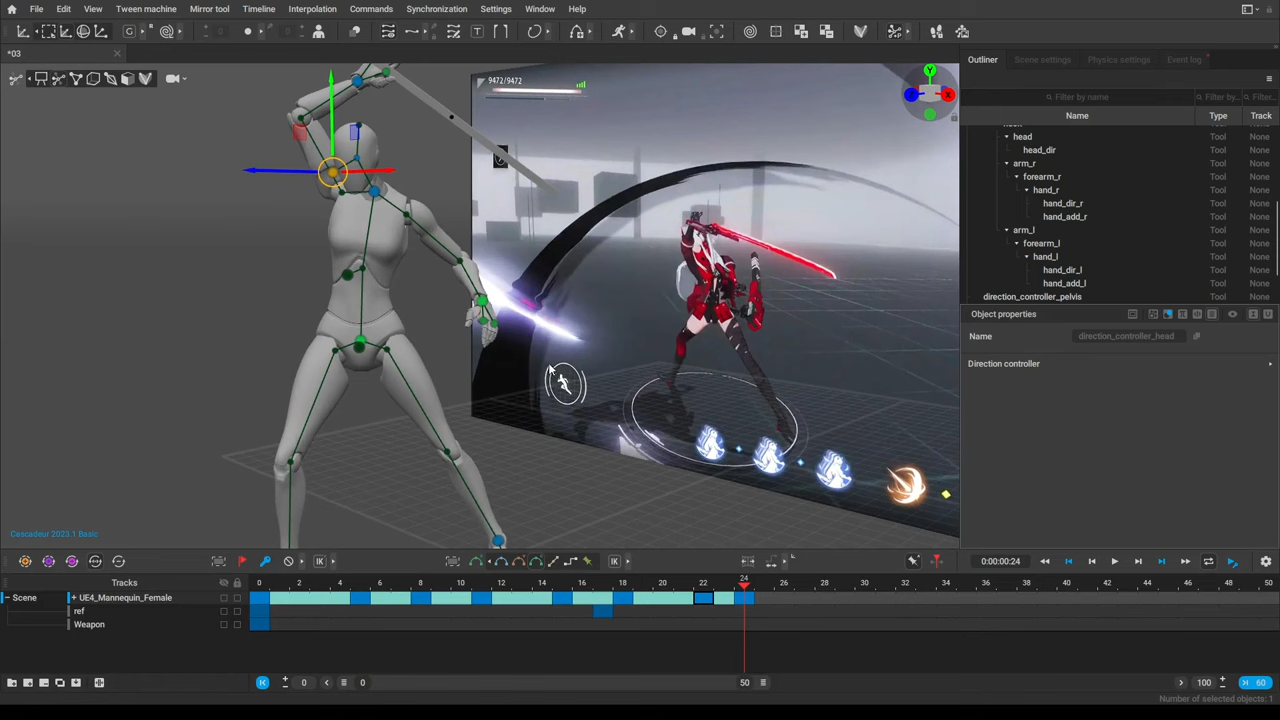 File Edit View Tween machine Mirror tool Timeline Interpolation Commands Synchronization Settings Window Help
*03
Outliner Scene settings Physics settings Event log
Filter by name Filter by Filter
Name Type Track
head Tool None
head_dir Tool None
arm_r Tool None
forearm_r Tool None
hand_r Tool None
hand_dir_r Tool None
hand_add_r Tool None
arm_l Tool None
forearm_l Tool None
hand_l Tool None
hand_dir_l Tool None
hand_add_l Tool None
direction_controller_pelvis Tool None
9472/9472
Y
Z
X
Object properties
Name direction_controller_head
Direction controller
Cascadeur 2023.1 Basic
IK IK 0:00:00:24
Tracks 0 2 4 6 8 10 12 14 16 18 20 22 24 26 28 30 32 34 36 38 40 42 44 46 48 50
Scene + UE4_Mannequin_Female
ref
Weapon
0 0 50 100 60
Number of selected objects: 1